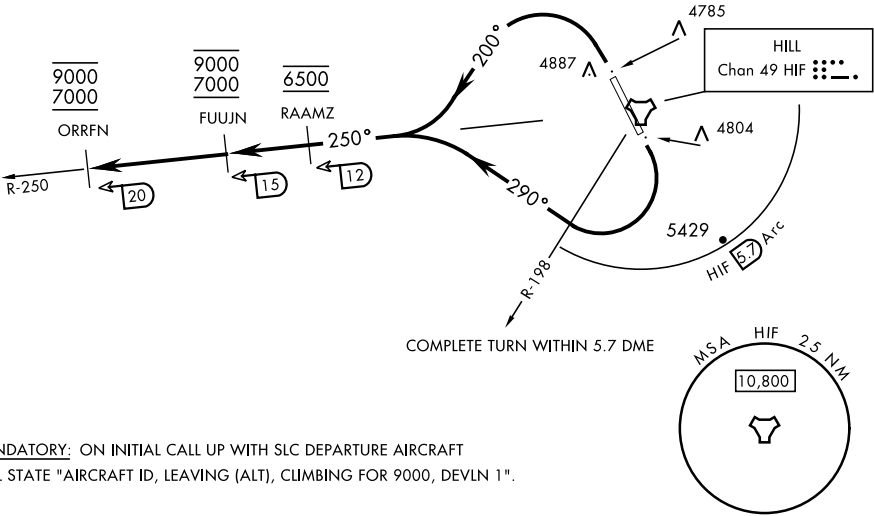 4785
HILL
Chan 49 HIF
4887
200°
9000
7000
ORRFN
9000
7000
FUUJN
6500
RAAMZ
250°
4804
R-250
20
15
12
290°
5429
HIF 5.7 Arc
R-198
COMPLETE TURN WITHIN 5.7 DME
MSA HIF 25 NM
10,800
NDATORY: ON INITIAL CALL UP WITH SLC DEPARTURE AIRCRAFT
STATE "AIRCRAFT ID, LEAVING (ALT), CLIMBING FOR 9000, DEVLN 1".